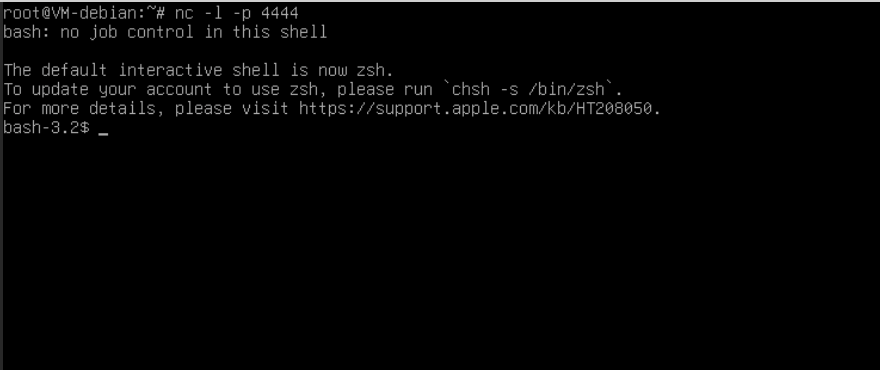 root@VM-debian:~# nc -l -p 4444
bash: no job control in this shell

The default interactive shell is now zsh.
To update your account to use zsh, please run `chsh -s /bin/zsh`.
For more details, please visit https://support.apple.com/kb/HT208050.
bash-3.2$ _